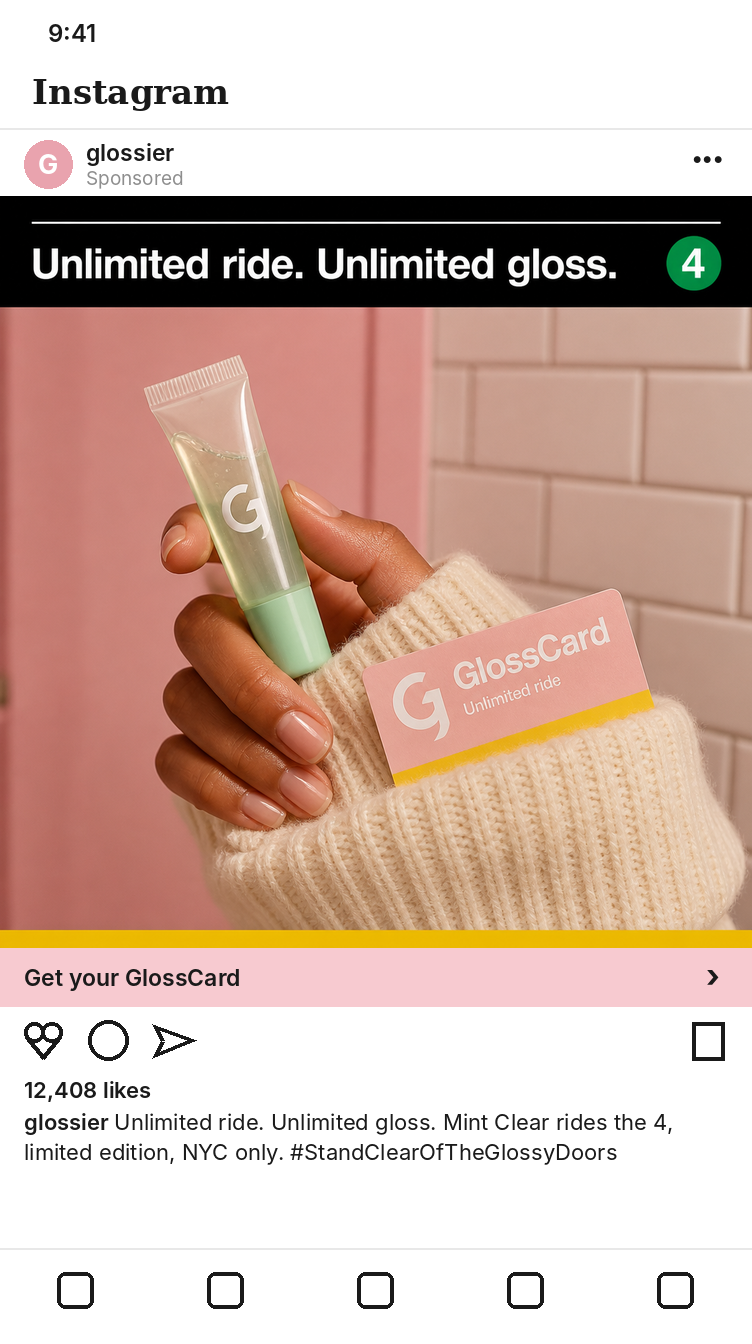 9:41
Instagram
G
glossier
•••
Sponsored
Unlimited ride. Unlimited gloss.
4
G
GlossCard
G
Unlimited ride
Get your GlossCard ›
12,408 likes
glossier Unlimited ride. Unlimited gloss. Mint Clear rides the 4,
limited edition, NYC only. #StandClearOfTheGlossyDoors